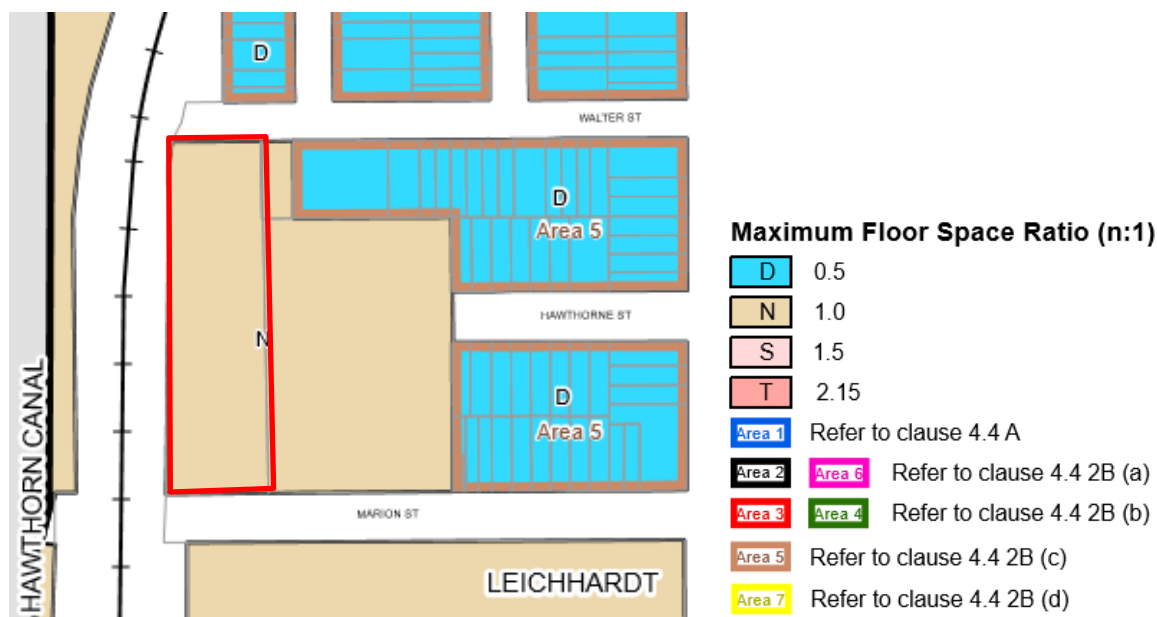 D
WALTER ST
D
Area 5
HAWTHORNE ST
N
D
Area 5
MARION ST
LEICHHARDT
HAWTHORN CANAL
Maximum Floor Space Ratio (n:1)
D 0.5
N 1.0
S 1.5
T 2.15
Area 1 Refer to clause 4.4 A
Area 2 Area 6 Refer to clause 4.4 2B (a)
Area 3 Area 4 Refer to clause 4.4 2B (b)
Area 5 Refer to clause 4.4 2B (c)
Area 7 Refer to clause 4.4 2B (d)